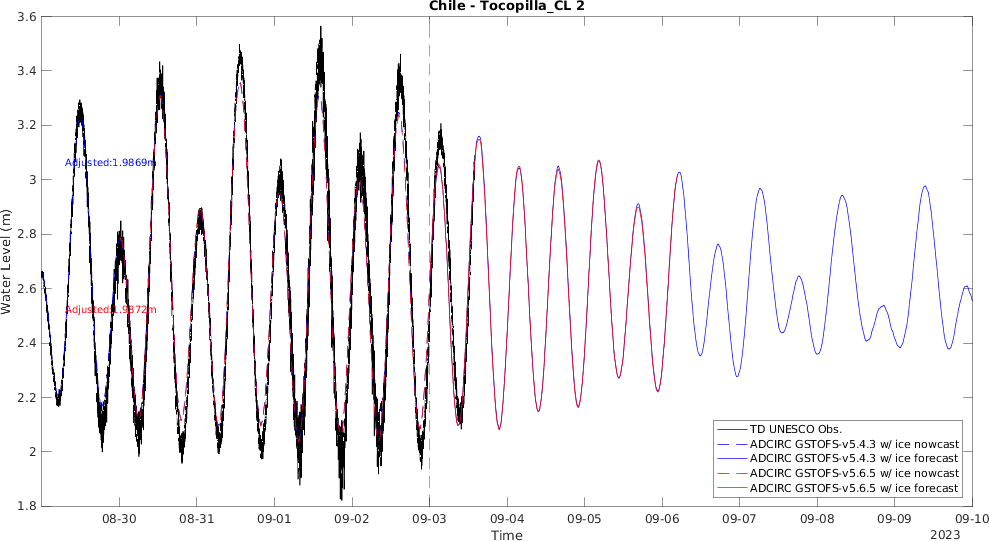 Chile - Tocopilla_CL 2
3.6
3.4
3.2
3
2.8
2.6
2.4
2.2
2
1.8
Water Level (m)
Adjusted:1.9869m
Adjusted:1.9372m
TD UNESCO Obs.
ADCIRC GSTOFS-v5.4.3 w/ ice nowcast
ADCIRC GSTOFS-v5.4.3 w/ ice forecast
ADCIRC GSTOFS-v5.6.5 w/ ice nowcast
ADCIRC GSTOFS-v5.6.5 w/ ice forecast
08-30 08-31 09-01 09-02 09-03 09-04 09-05 09-06 09-07 09-08 09-09 09-10
Time
2023